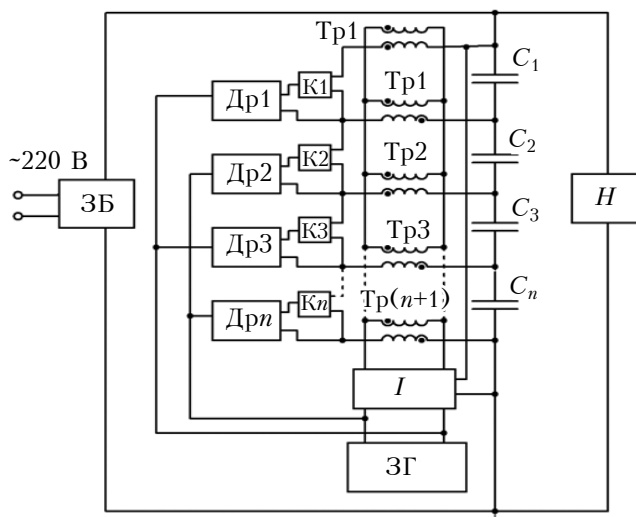 Тр1
C1
Др1
К1
Тр1
C2
Др2
К2
Тр2
~220 В
ЗБ
Н
C3
Др3
К3
Тр3
Cn
Дрn
Кn
Тр(n+1)
I
ЗГ